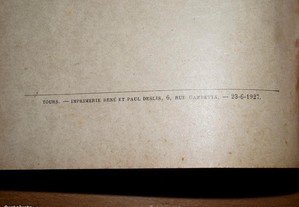 TOURS. — IMPRIMERIE RENÉ ET PAUL DESLIS, 6, RUE GAMBETTA. — 23-6-1927.